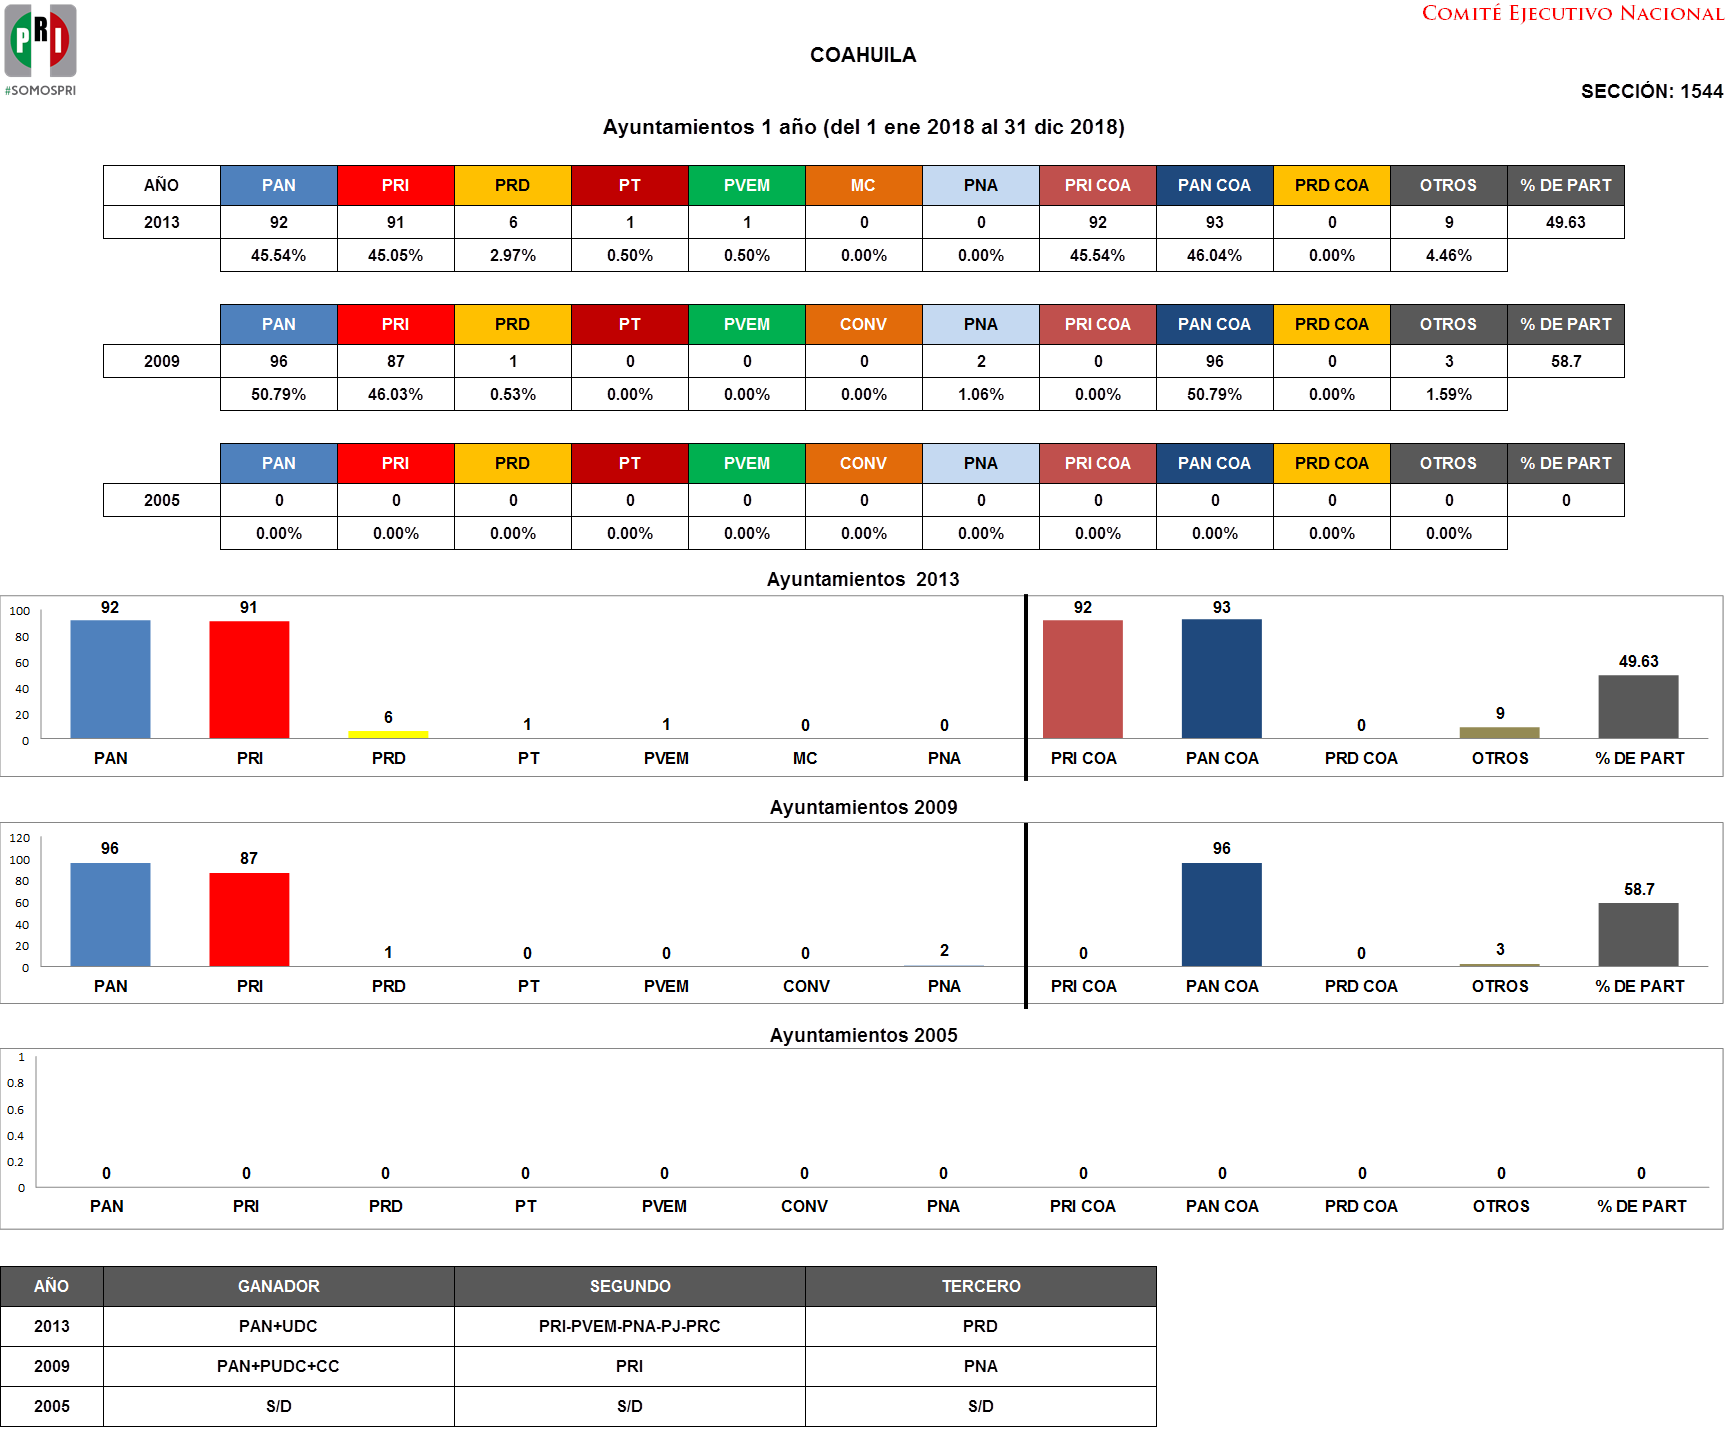 PRI
#SOMOSPRI
COMITÉ EJECUTIVO NACIONAL
COAHUILA
SECCIÓN: 1544
Ayuntamientos 1 año (del 1 ene 2018 al 31 dic 2018)
AÑO PAN PRI PRD PT PVEM MC PNA PRI COA PAN COA PRD COA OTROS % DE PART
2013 92 91 6 1 1 0 0 92 93 0 9 49.63
45.54% 45.05% 2.97% 0.50% 0.50% 0.00% 0.00% 45.54% 46.04% 0.00% 4.46%
PAN PRI PRD PT PVEM CONV PNA PRI COA PAN COA PRD COA OTROS % DE PART
2009 96 87 1 0 0 0 2 0 96 0 3 58.7
50.79% 46.03% 0.53% 0.00% 0.00% 0.00% 1.06% 0.00% 50.79% 0.00% 1.59%
PAN PRI PRD PT PVEM CONV PNA PRI COA PAN COA PRD COA OTROS % DE PART
2005 0 0 0 0 0 0 0 0 0 0 0 0
0.00% 0.00% 0.00% 0.00% 0.00% 0.00% 0.00% 0.00% 0.00% 0.00% 0.00%
Ayuntamientos 2013
100
80
60
40
20
0
92 91 6 1 1 0 0 92 93 0 9 49.63
PAN PRI PRD PT PVEM MC PNA PRI COA PAN COA PRD COA OTROS % DE PART
Ayuntamientos 2009
120
100
80
60
40
20
0
96 87 1 0 0 0 2 0 96 0 3 58.7
PAN PRI PRD PT PVEM CONV PNA PRI COA PAN COA PRD COA OTROS % DE PART
Ayuntamientos 2005
1
0.8
0.6
0.4
0.2
0
0 0 0 0 0 0 0 0 0 0 0 0
PAN PRI PRD PT PVEM CONV PNA PRI COA PAN COA PRD COA OTROS % DE PART
AÑO GANADOR SEGUNDO TERCERO
2013 PAN+UDC PRI-PVEM-PNA-PJ-PRC PRD
2009 PAN+PUDC+CC PRI PNA
2005 S/D S/D S/D